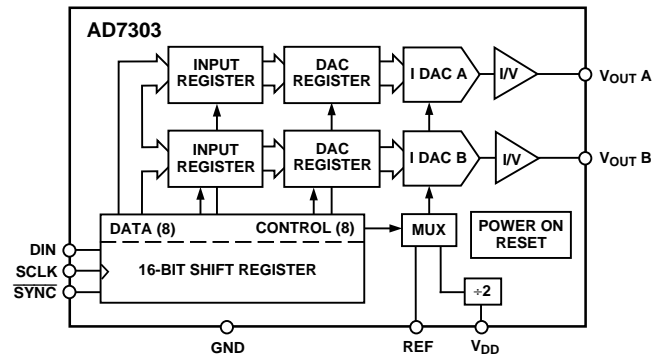 AD7303
INPUT
REGISTER
DAC
REGISTER
I DAC A
I/V
VOUT A
INPUT
REGISTER
DAC
REGISTER
I DAC B
I/V
VOUT B
DATA (8)
CONTROL (8)
MUX
POWER ON
RESET
DIN
SCLK
SYNC
16-BIT SHIFT REGISTER
÷2
GND
REF
VDD